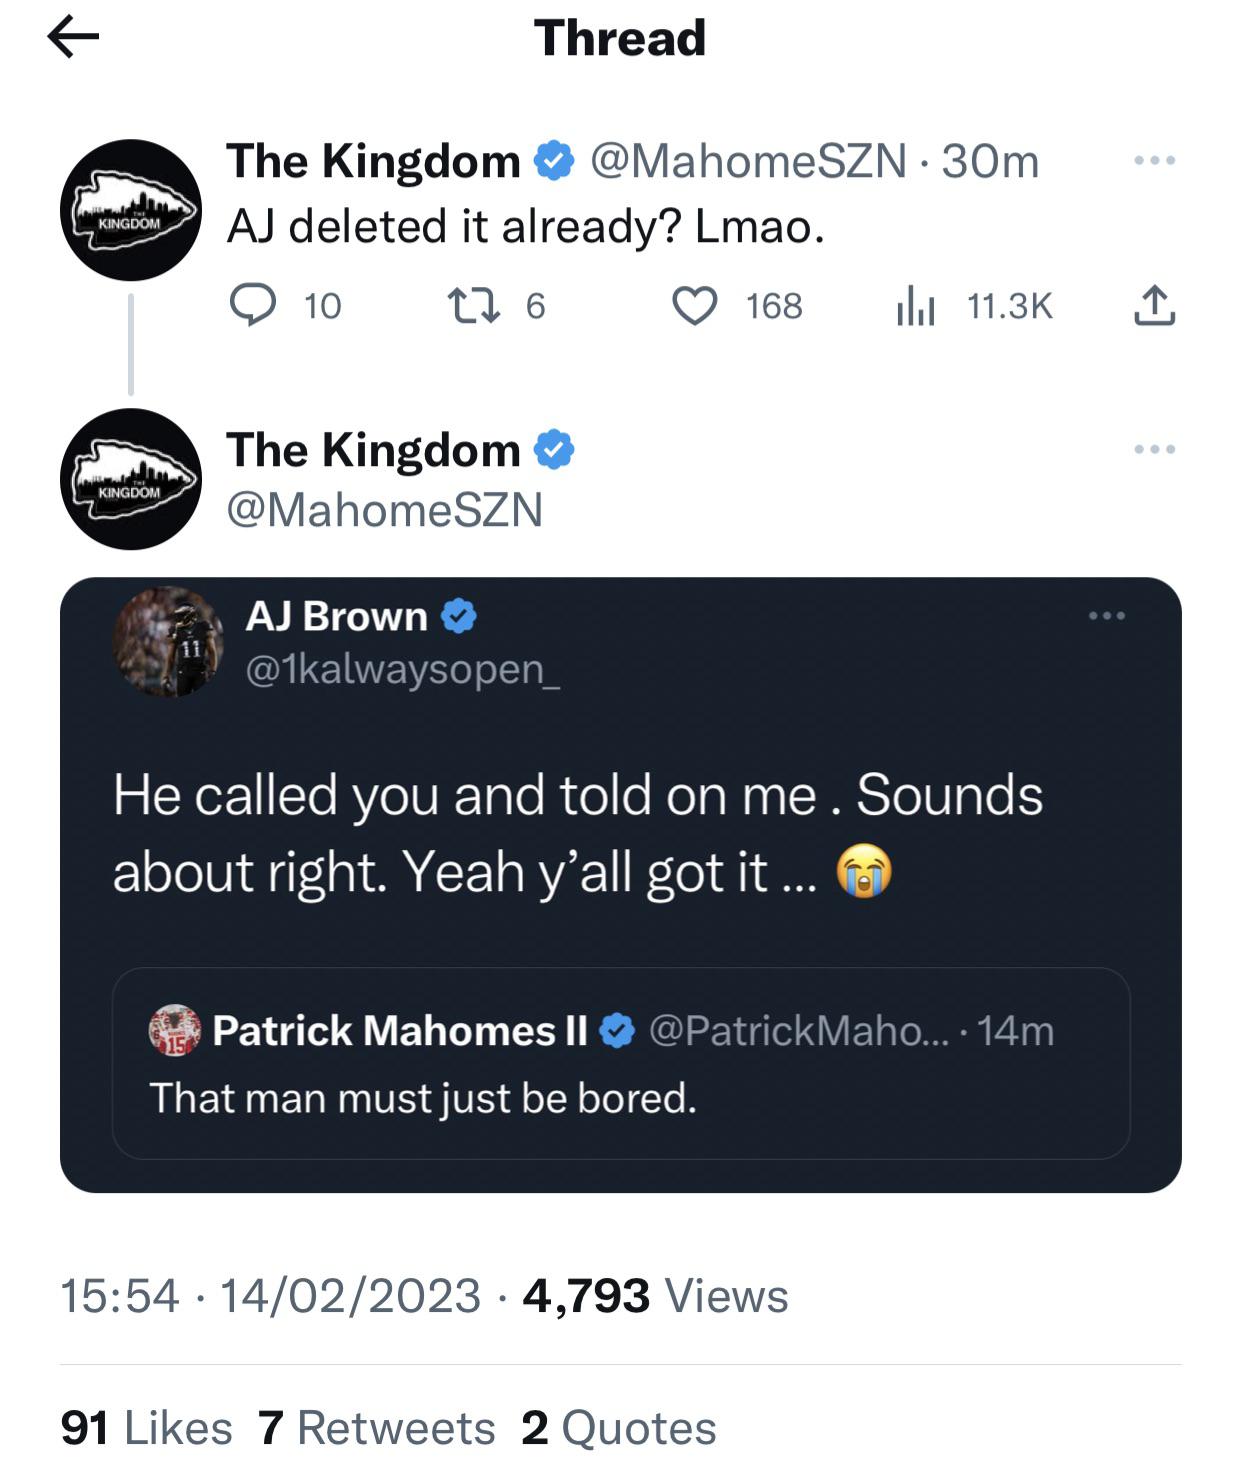 Thread
The Kingdom @MahomeSZN · 30m
AJ deleted it already? Lmao.
10 6 168 11.3K
THE
KINGDOM
The Kingdom
@MahomeSZN
THE
KINGDOM
AJ Brown
@1kalwaysopen_
11
He called you and told on me . Sounds
about right. Yeah y’all got it ... 😭
Patrick Mahomes II @PatrickMaho... · 14m
15
That man must just be bored.
15:54 · 14/02/2023 · 4,793 Views
91 Likes 7 Retweets 2 Quotes